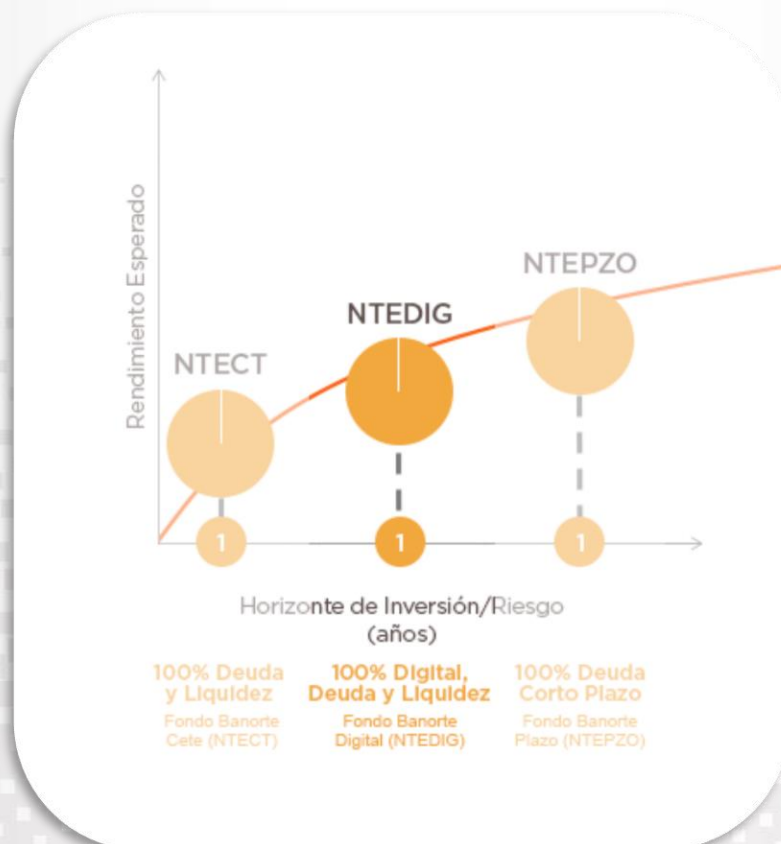 Rendimiento Esperado
NTECT
NTEDIG
NTEPZO
1
1
1
Horizonte de Inversión/Riesgo
(años)
100% Deuda
y Liquidez
Fondo Banorte
Cete (NTECT)
100% Digital,
Deuda y Liquidez
Fondo Banorte
Digital (NTEDIG)
100% Deuda
Corto Plazo
Fondo Banorte
Plazo (NTEPZO)